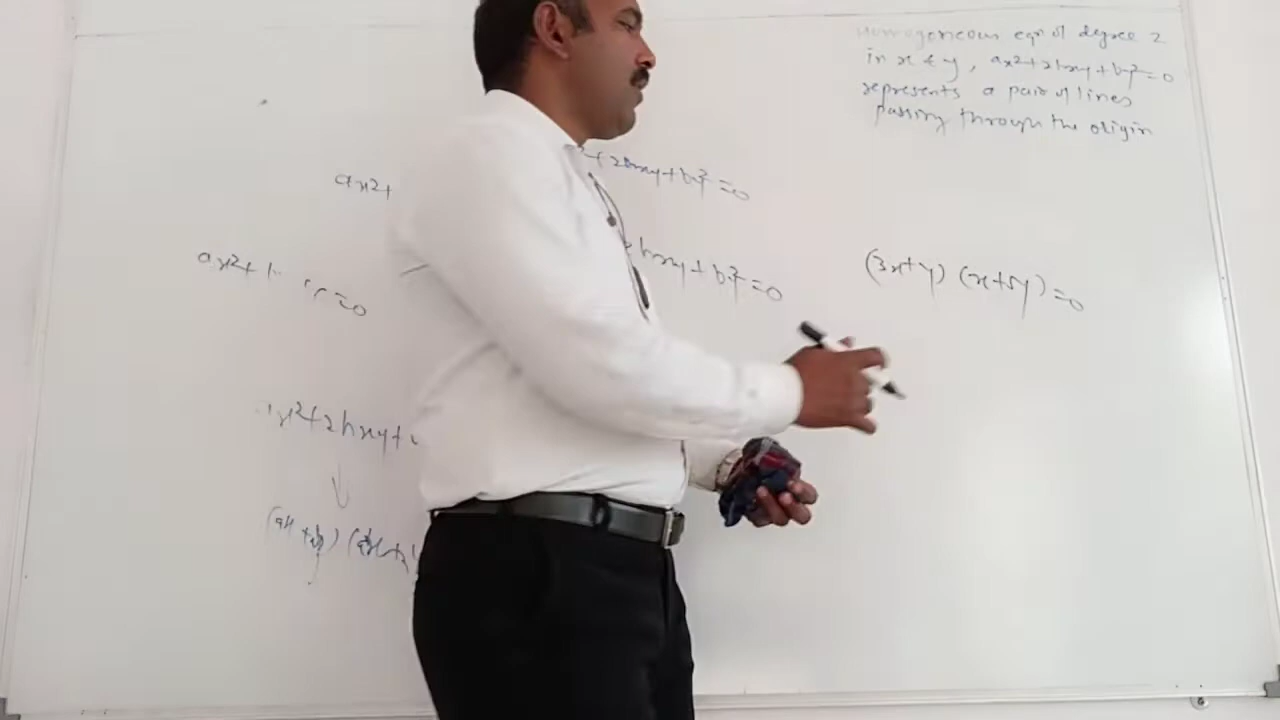 Homogeneous eqn of degree 2
in x & y, ax²+2hxy+by²=0
represents a pair of lines
passing through the origin
ax²+
²+2hxy+by²=0
ax²+
=0
hxy+by²=0
(3x+y) (x+5y)=0
x²+2hxy+